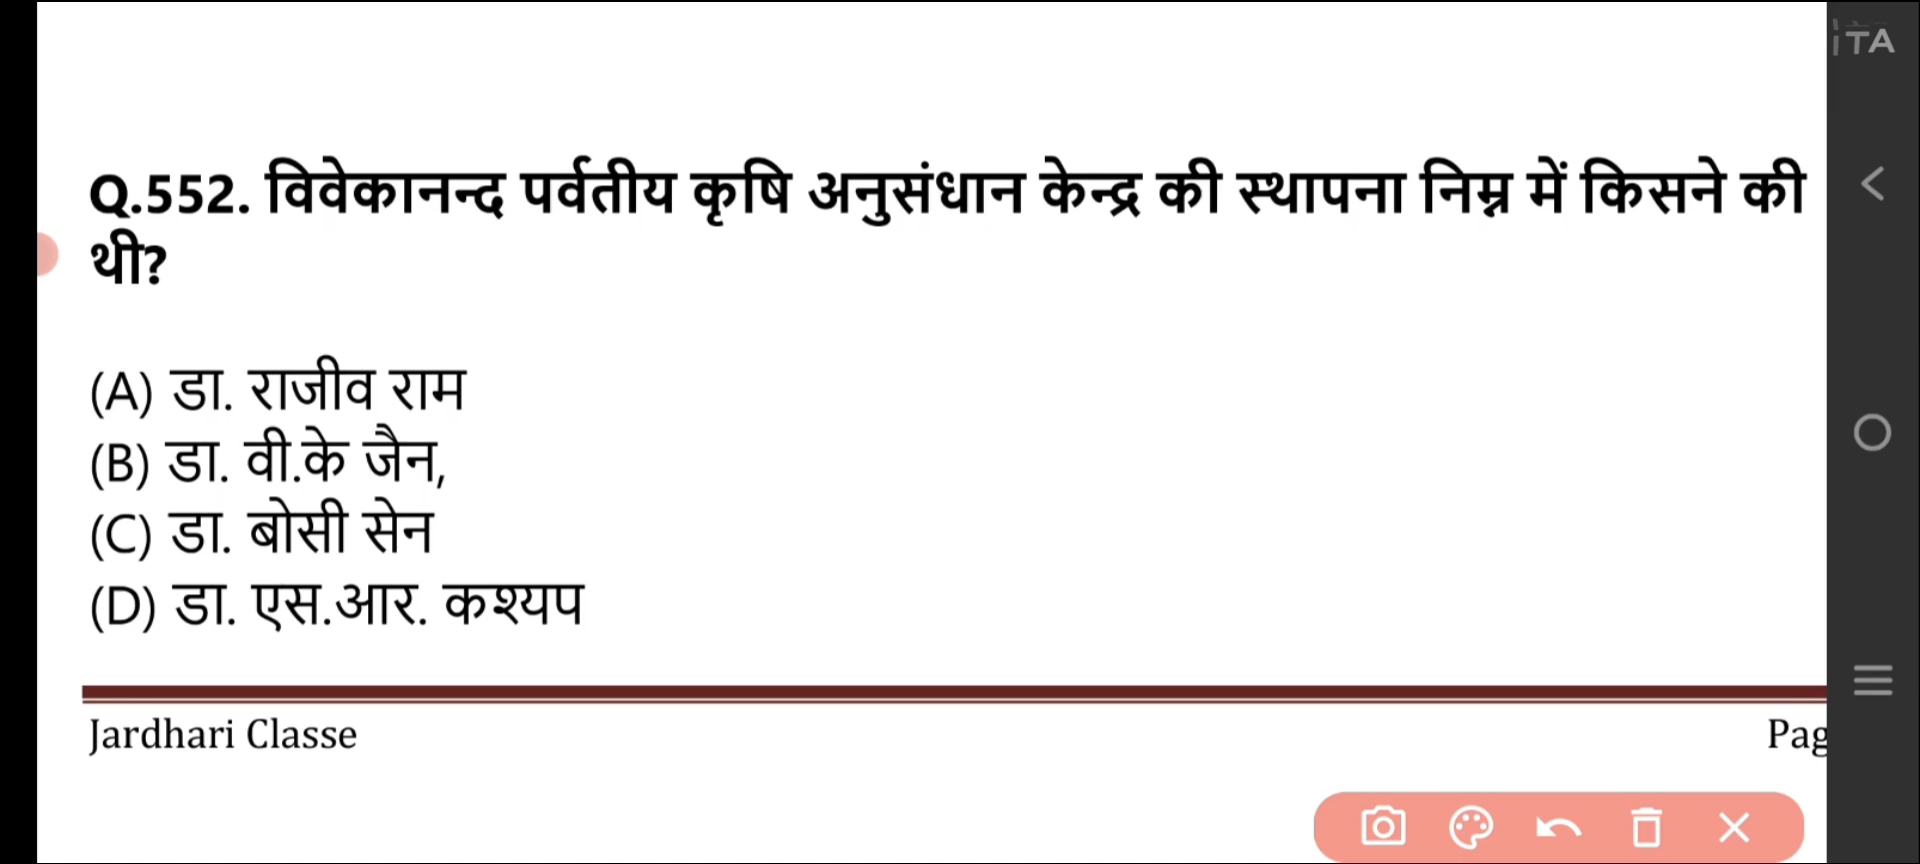 TA
Q.552. विवेकानन्द पर्वतीय कृषि अनुसंधान केन्द्र की स्थापना निम्न में किसने की
थी?
(A) डा. राजीव राम
(B) डा. वी.के जैन,
(C) डा. बोसी सेन
(D) डा. एस.आर. कश्यप
Jardhari Classe
Pag